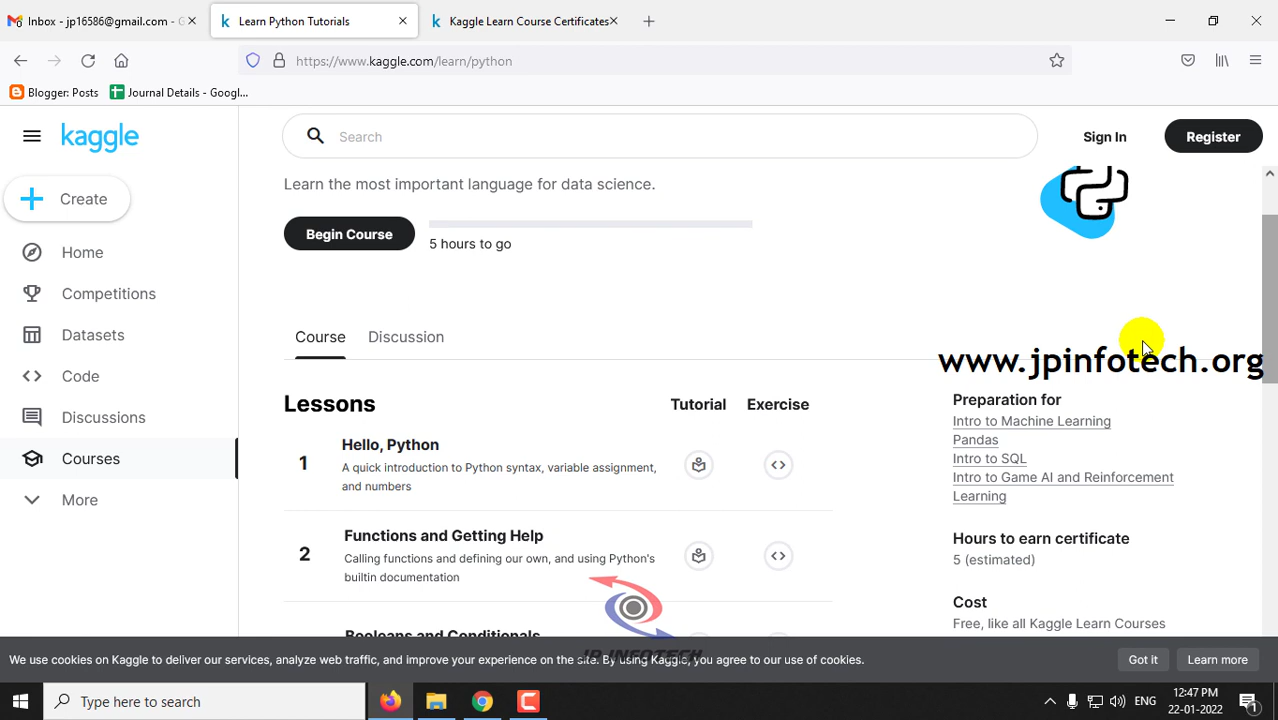 Inbox - jp16586@gmail.com - G
Learn Python Tutorials
Kaggle Learn Course Certificates
https://www.kaggle.com/learn/python
Blogger: Posts
Journal Details - Googl...
kaggle
Search
Sign In
Register
Create
Learn the most important language for data science.
Begin Course
5 hours to go
Home
Competitions
Datasets
Code
Discussions
Courses
More
Course
Discussion
www.jpinfotech.org
Lessons
Tutorial
Exercise
Preparation for
Intro to Machine Learning
Pandas
Intro to SQL
Intro to Game AI and Reinforcement
Learning
1
Hello, Python
A quick introduction to Python syntax, variable assignment,
and numbers
2
Functions and Getting Help
Calling functions and defining our own, and using Python's
builtin documentation
Hours to earn certificate
5 (estimated)
Booleans and Conditionals
Cost
Free, like all Kaggle Learn Courses
JP INFOTECH
We use cookies on Kaggle to deliver our services, analyze web traffic, and improve your experience on the site. By using Kaggle, you agree to our use of cookies.
Got it
Learn more
Type here to search
ENG
12:47 PM
22-01-2022
1